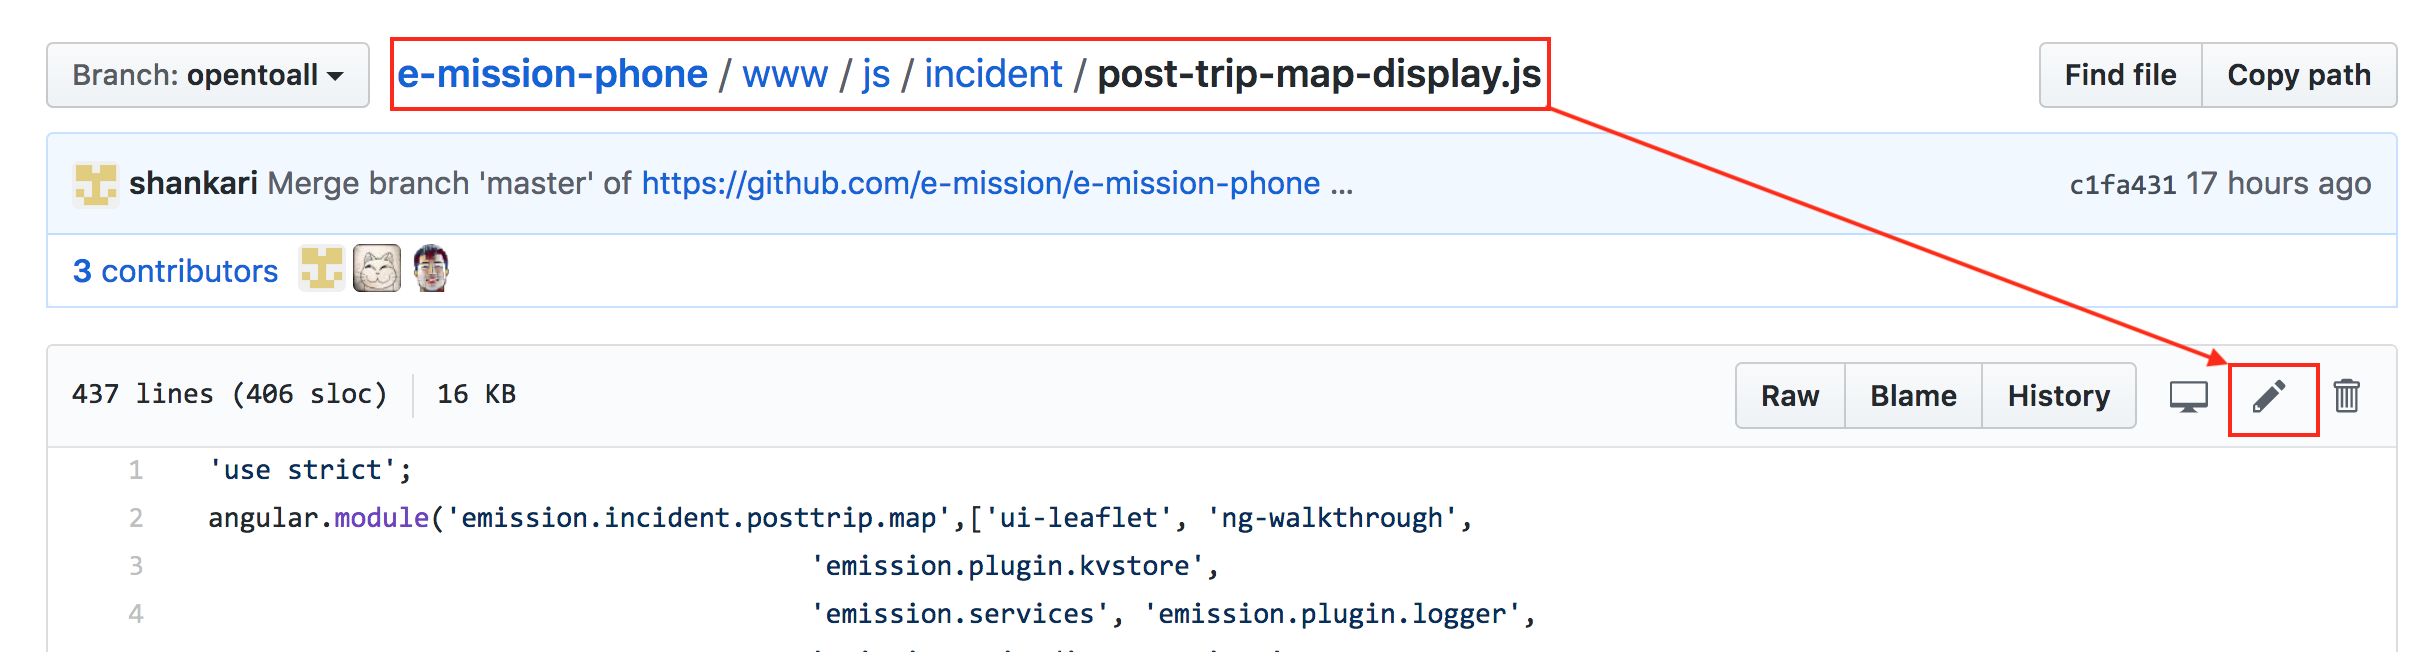 Branch: opentoall e-mission-phone / www / js / incident / post-trip-map-display.js Find file Copy path
shankari Merge branch 'master' of https://github.com/e-mission/e-mission-phone ... c1fa431 17 hours ago
3 contributors
437 lines (406 sloc) 16 KB Raw Blame History
1 'use strict';
2 angular.module('emission.incident.posttrip.map',['ui-leaflet', 'ng-walkthrough',
3 'emission.plugin.kvstore',
4 'emission.services', 'emission.plugin.logger',